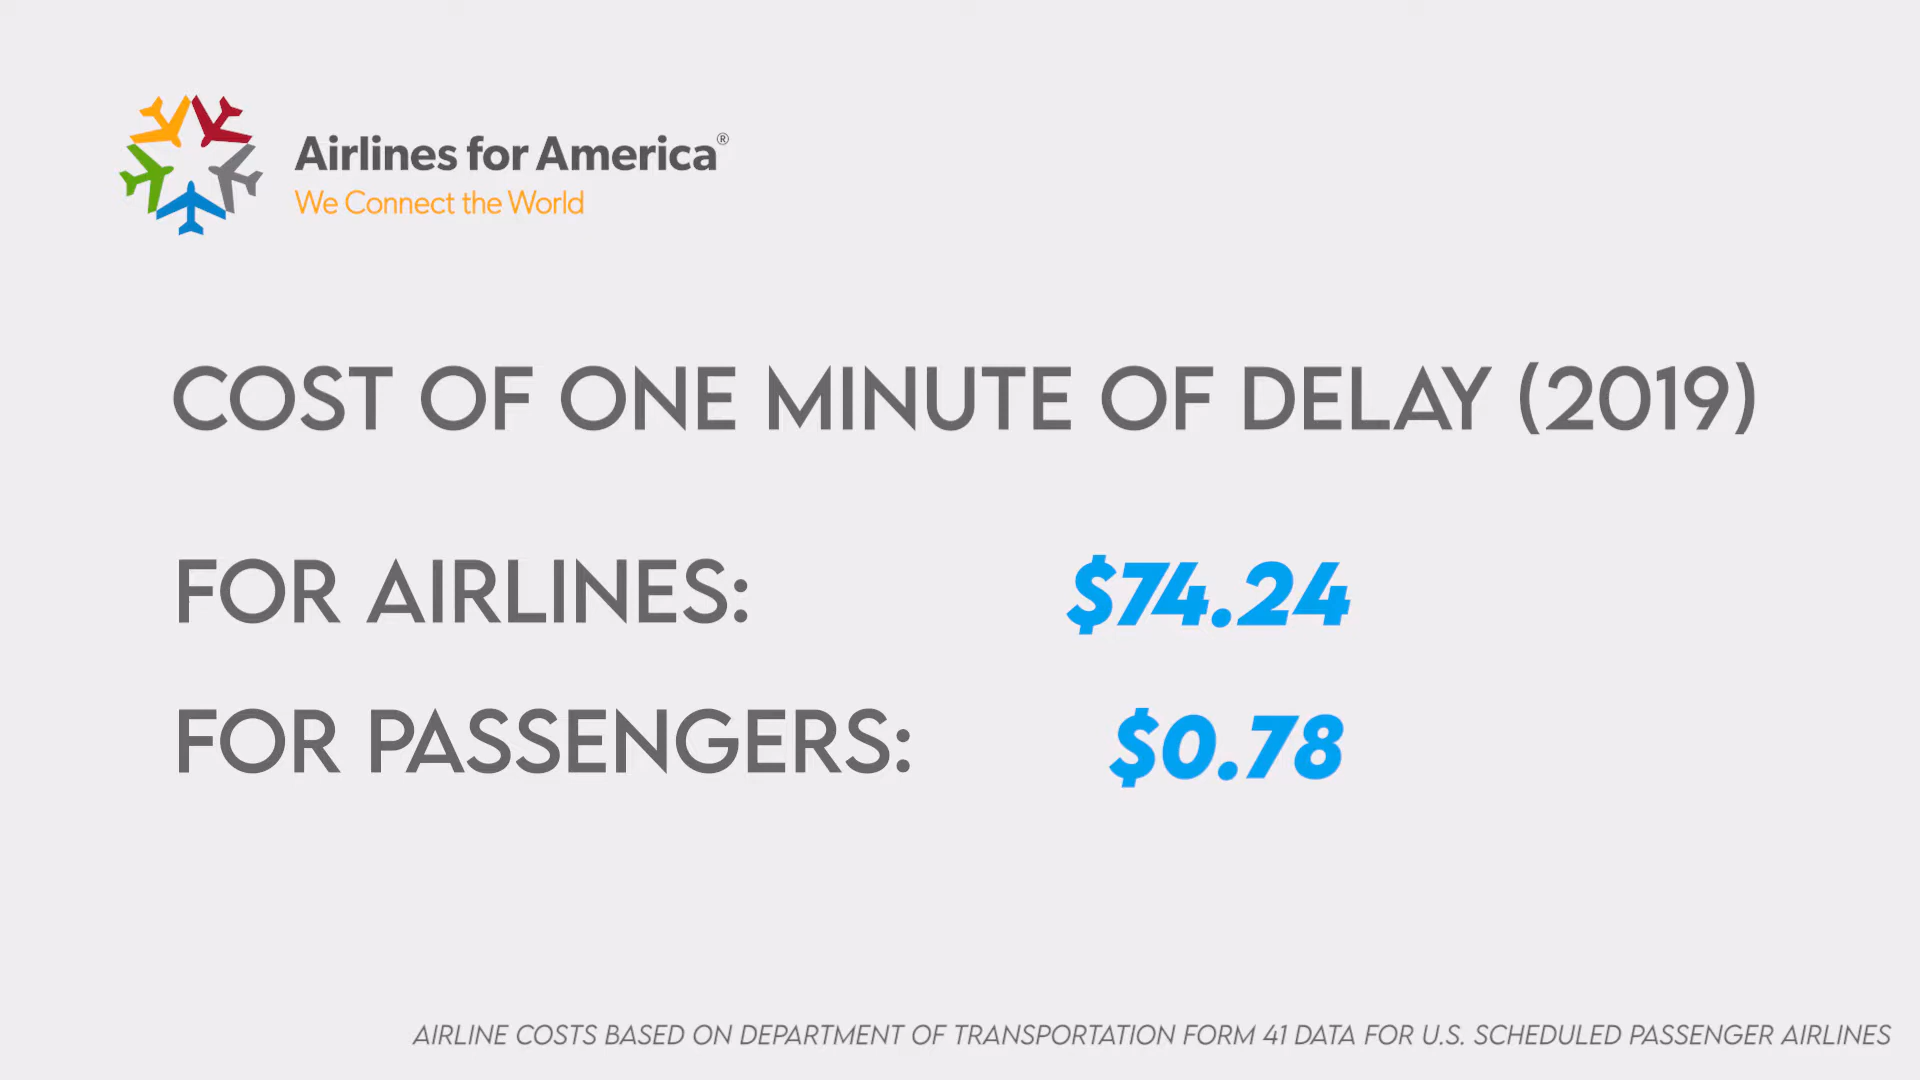 Airlines for America®
We Connect the World
COST OF ONE MINUTE OF DELAY (2019)
FOR AIRLINES: $74.24
FOR PASSENGERS: $0.78
AIRLINE COSTS BASED ON DEPARTMENT OF TRANSPORTATION FORM 41 DATA FOR U.S. SCHEDULED PASSENGER AIRLINES